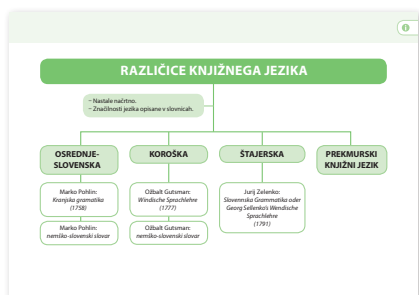 RAZLIČICE KNJIŽNEGA JEZIKA
– Nastale načrtno.
– Značilnosti jezika opisane v slovnicah.
OSREDNJE-
SLOVENSKA
KOROŠKA
ŠTAJERSKA
PREKMURSKI
KNJIŽNI JEZIK
Marko Pohlin:
Kranjska gramatika
(1758)
Marko Pohlin:
nemško-slovenski slovar
Ožbalt Gutsman:
Windische Sprachlehre
(1777)
Ožbalt Gutsman:
nemško-slovenski slovar
Jurij Zelenko:
Slovennska Grammatika oder
Georg Sellenko's Wendische
Sprachlehre
(1791)